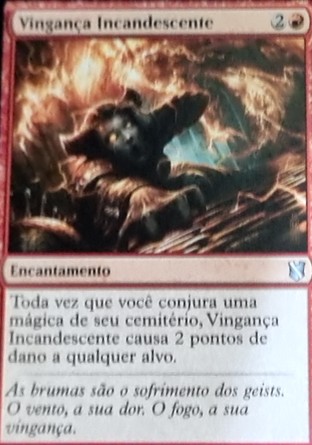 Vingança Incandescente 2
Encantamento
Toda vez que você conjura uma
mágica de seu cemitério, Vingança
Incandescente causa 2 pontos de
dano a qualquer alvo.
As brumas são o sofrimento dos geists.
O vento, a sua dor. O fogo, a sua
vingança.